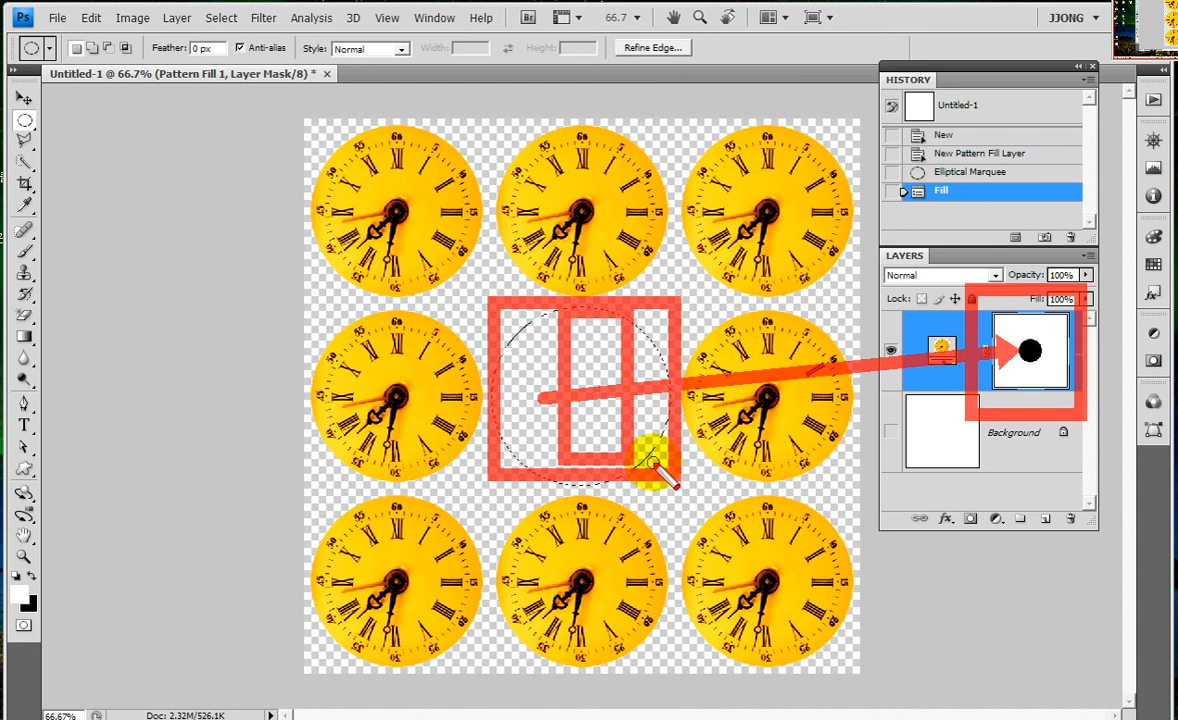 Ps File Edit Image Layer Select Filter Analysis 3D View Window Help Br 66.7 JJONG
Feather: 0 px Anti-alias Style: Normal Width: Height: Refine Edge...
Untitled-1 @ 66.7% (Pattern Fill 1, Layer Mask/8) *
HISTORY
Untitled-1
New
New Pattern Fill Layer
Elliptical Marquee
Fill
LAYERS
Normal Opacity: 100%
Lock: Fill: 100%
Background
66.67% Doc: 2.32M/526.1K